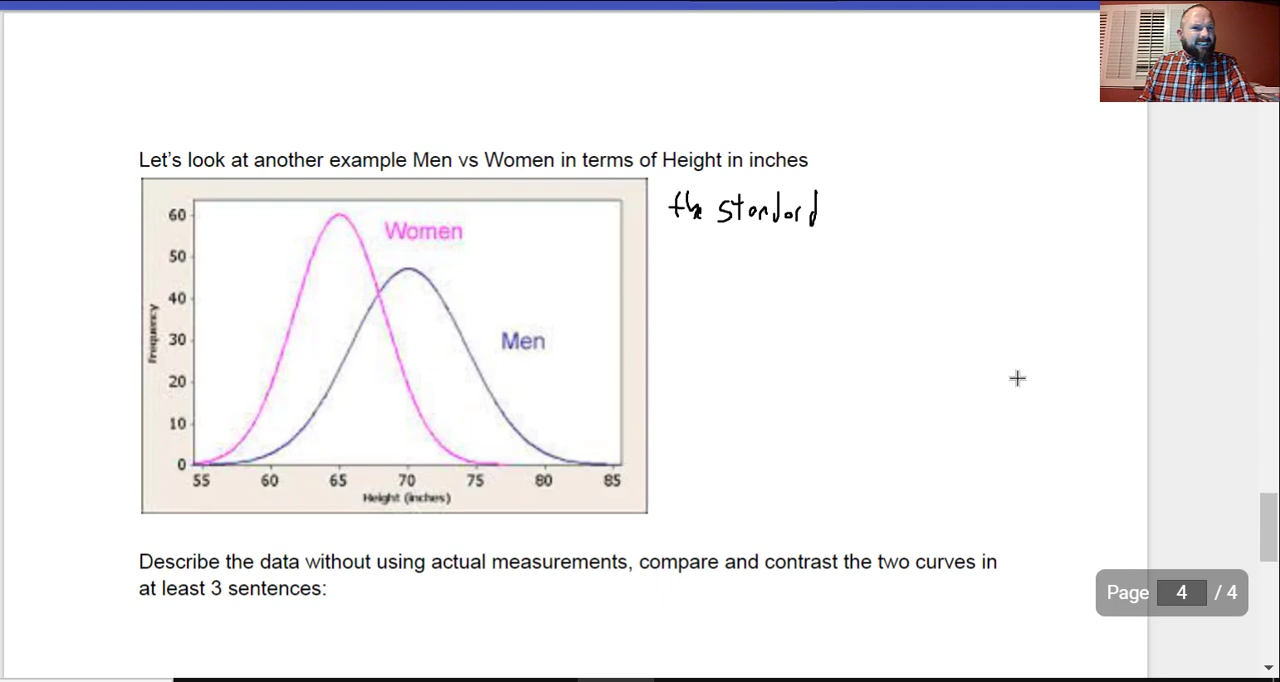 Let's look at another example Men vs Women in terms of Height in inches
the standard
Women
Men
Frequency
60
50
40
30
20
10
0
55 60 65 70 75 80 85
Height (inches)
Describe the data without using actual measurements, compare and contrast the two curves in
at least 3 sentences:
Page 4 / 4